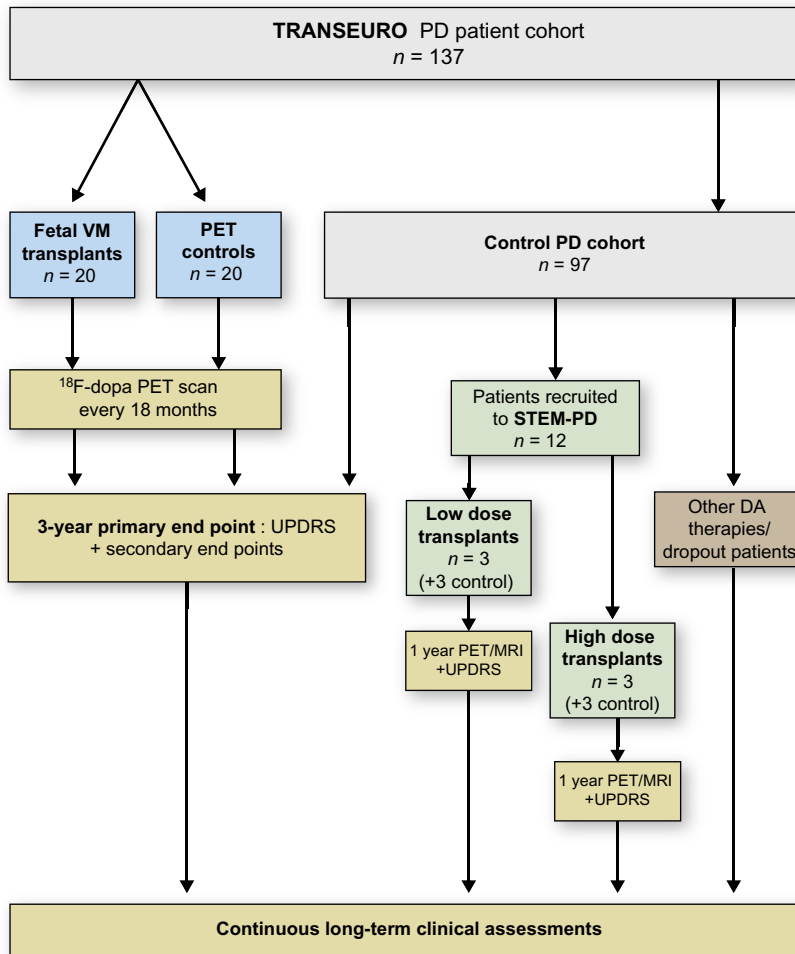 TRANSEURO PD patient cohort
n = 137
Fetal VM
transplants
n = 20
PET
controls
n = 20
Control PD cohort
n = 97
¹⁸F-dopa PET scan
every 18 months
Patients recruited
to STEM-PD
n = 12
3-year primary end point : UPDRS
+ secondary end points
Low dose
transplants
n = 3
(+3 control)
Other DA
therapies/
dropout patients
1 year PET/MRI
+UPDRS
High dose
transplants
n = 3
(+3 control)
1 year PET/MRI
+UPDRS
Continuous long-term clinical assessments